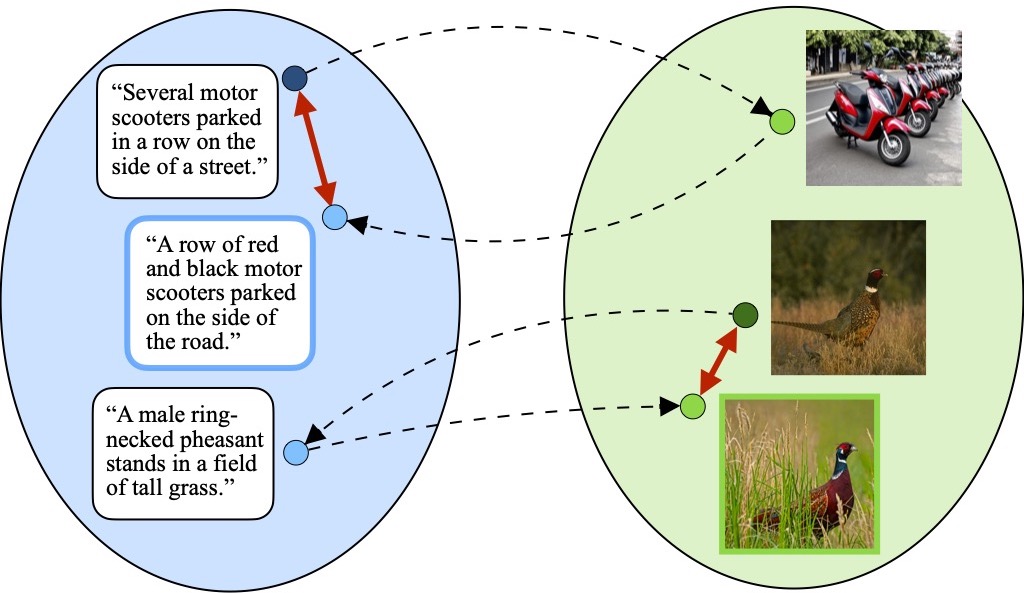 “Several motor
scooters parked
in a row on the
side of a street.”
“A row of red
and black motor
scooters parked
on the side of
the road.”
“A male ring-
necked pheasant
stands in a field
of tall grass.”